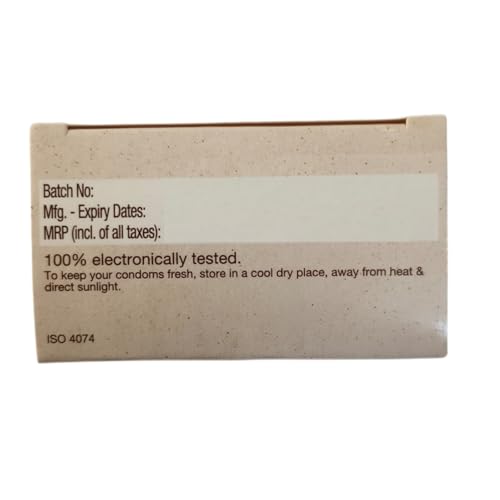 Batch No:
Mfg. - Expiry Dates:
MRP (incl. of all taxes):
100% electronically tested.
To keep your condoms fresh, store in a cool dry place, away from heat &
direct sunlight.
ISO 4074